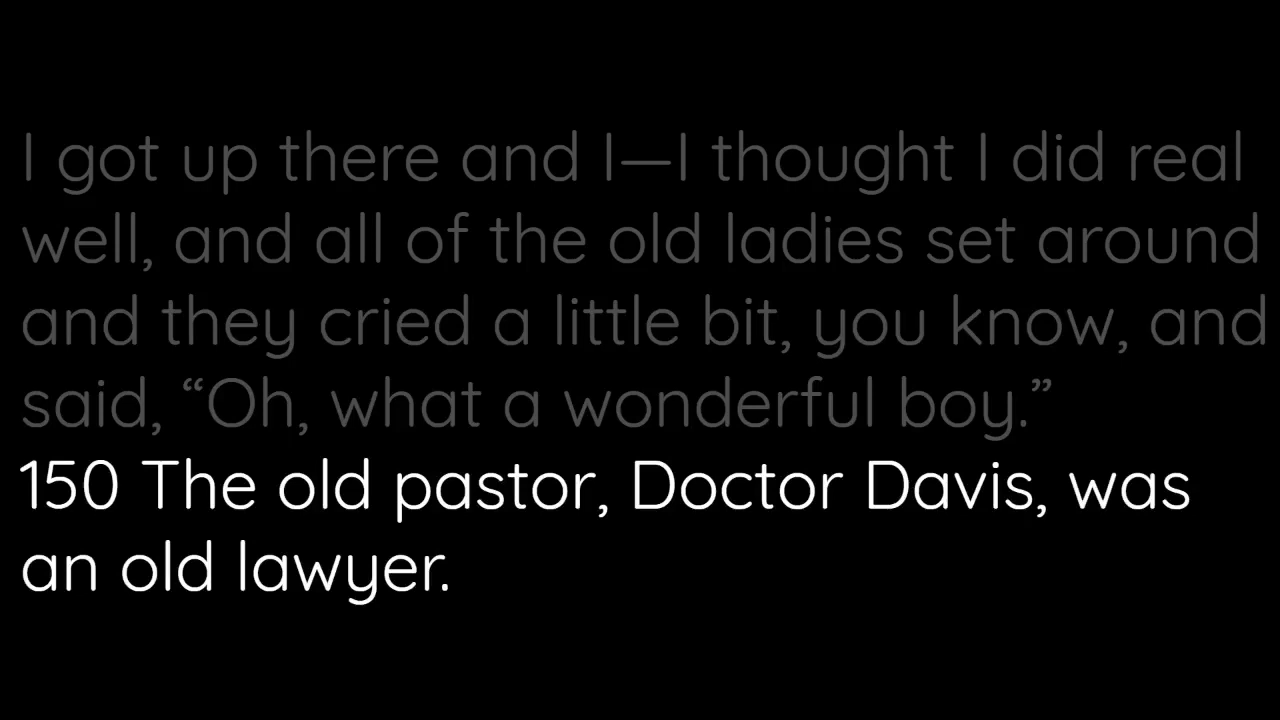 I got up there and I—I thought I did real
well, and all of the old ladies set around
and they cried a little bit, you know, and
said, “Oh, what a wonderful boy.”
150 The old pastor, Doctor Davis, was
an old lawyer.